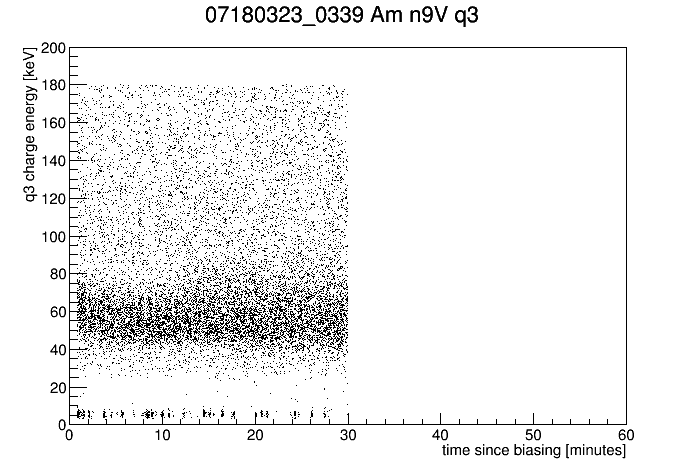 07180323_0339 Am n9V q3
q3 charge energy [keV]
200
180
160
140
120
100
80
60
40
20
0
0 10 20 30 40 50 60
time since biasing [minutes]